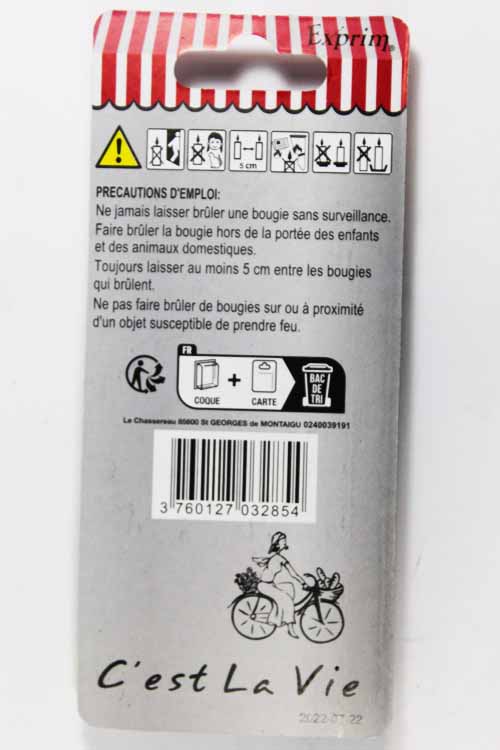 Exprim®
5 cm
PRECAUTIONS D'EMPLOI:
Ne jamais laisser brûler une bougie sans surveillance.
Faire brûler la bougie hors de la portée des enfants
et des animaux domestiques.
Toujours laisser au moins 5 cm entre les bougies
qui brûlent.
Ne pas faire brûler de bougies sur ou à proximité
d'un objet susceptible de prendre feu.
FR
COQUE
+
CARTE
BAC
DE
TRI
Le Chassereau 85600 St GEORGES de MONTAIGU 0240039191
3 760127 032854
C'est La Vie
2022-07-22